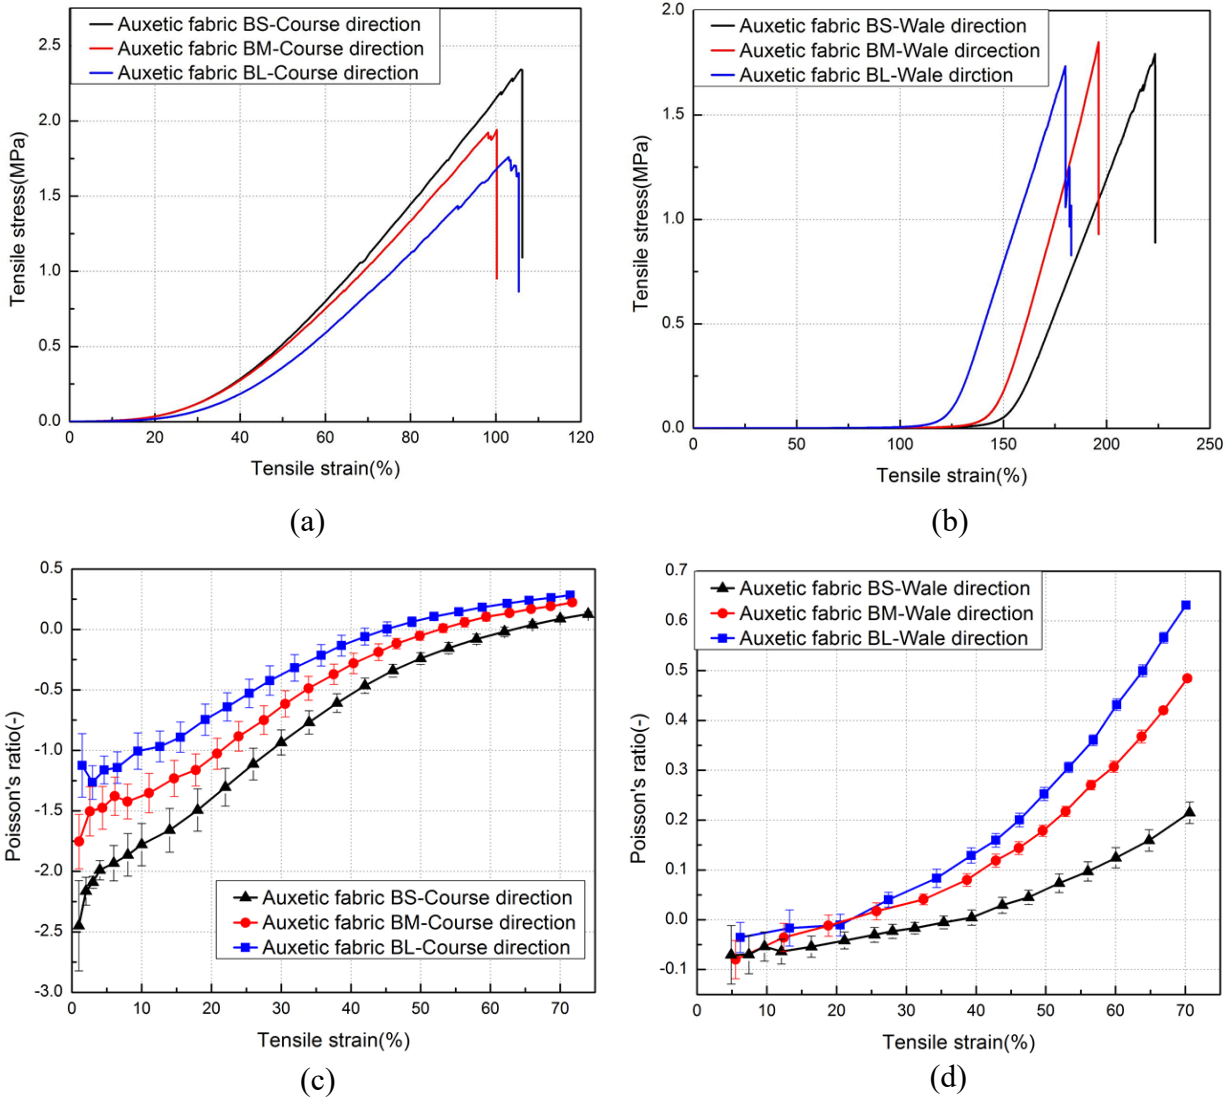 Auxetic fabric BS-Course direction
Auxetic fabric BM-Course direction
Auxetic fabric BL-Course direction
2.5
2.0
1.5
1.0
0.5
0.0
Tensile stress(MPa)
0 20 40 60 80 100 120
Tensile strain(%)
(a)
Auxetic fabric BS-Wale direction
Auxetic fabric BM-Wale dircection
Auxetic fabric BL-Wale dirction
2.0
1.5
1.0
0.5
0.0
Tensile stress(MPa)
0 50 100 150 200 250
Tensile strain(%)
(b)
0.5
0.0
-0.5
-1.0
-1.5
-2.0
-2.5
-3.0
Poisson's ratio(-)
Auxetic fabric BS-Course direction
Auxetic fabric BM-Course direction
Auxetic fabric BL-Course direction
0 10 20 30 40 50 60 70
Tensile strain(%)
(c)
Auxetic fabric BS-Wale direction
Auxetic fabric BM-Wale direction
Auxetic fabric BL-Wale direction
0.7
0.6
0.5
0.4
0.3
0.2
0.1
0.0
-0.1
Poisson's ratio(-)
0 10 20 30 40 50 60 70
Tensile strain(%)
(d)